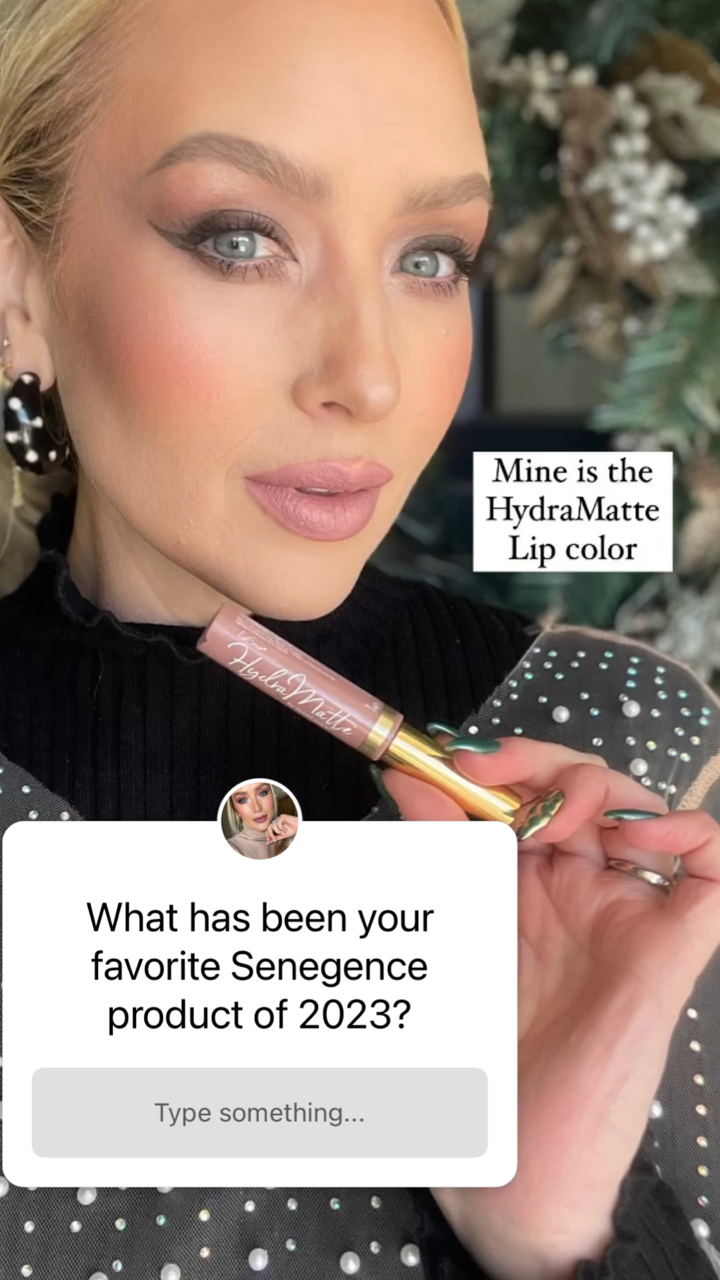 Mine is the
HydraMatte
Lip color
HydraMatte
What has been your
favorite Senegence
product of 2023?
Type something...